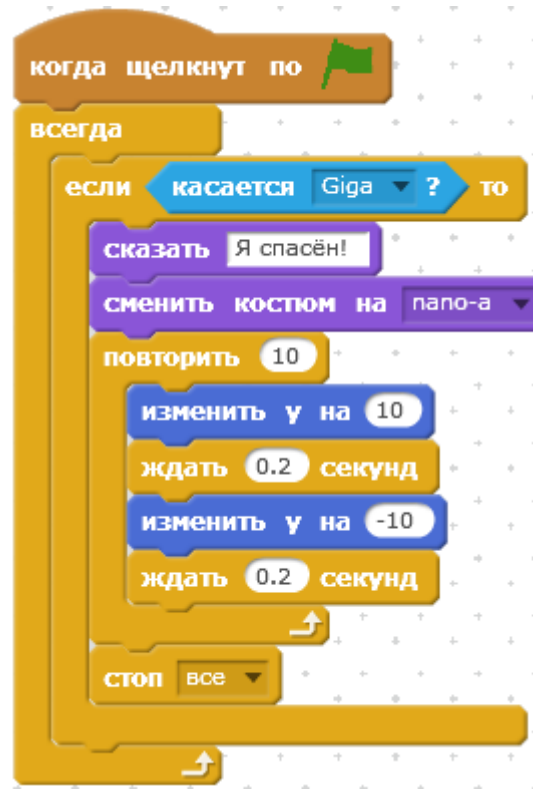 когда щелкнут по
всегда
если касается Giga ? то
сказать Я спасён!
сменить костюм на nano-a
повторить 10
изменить y на 10
ждать 0.2 секунд
изменить y на -10
ждать 0.2 секунд
стоп все